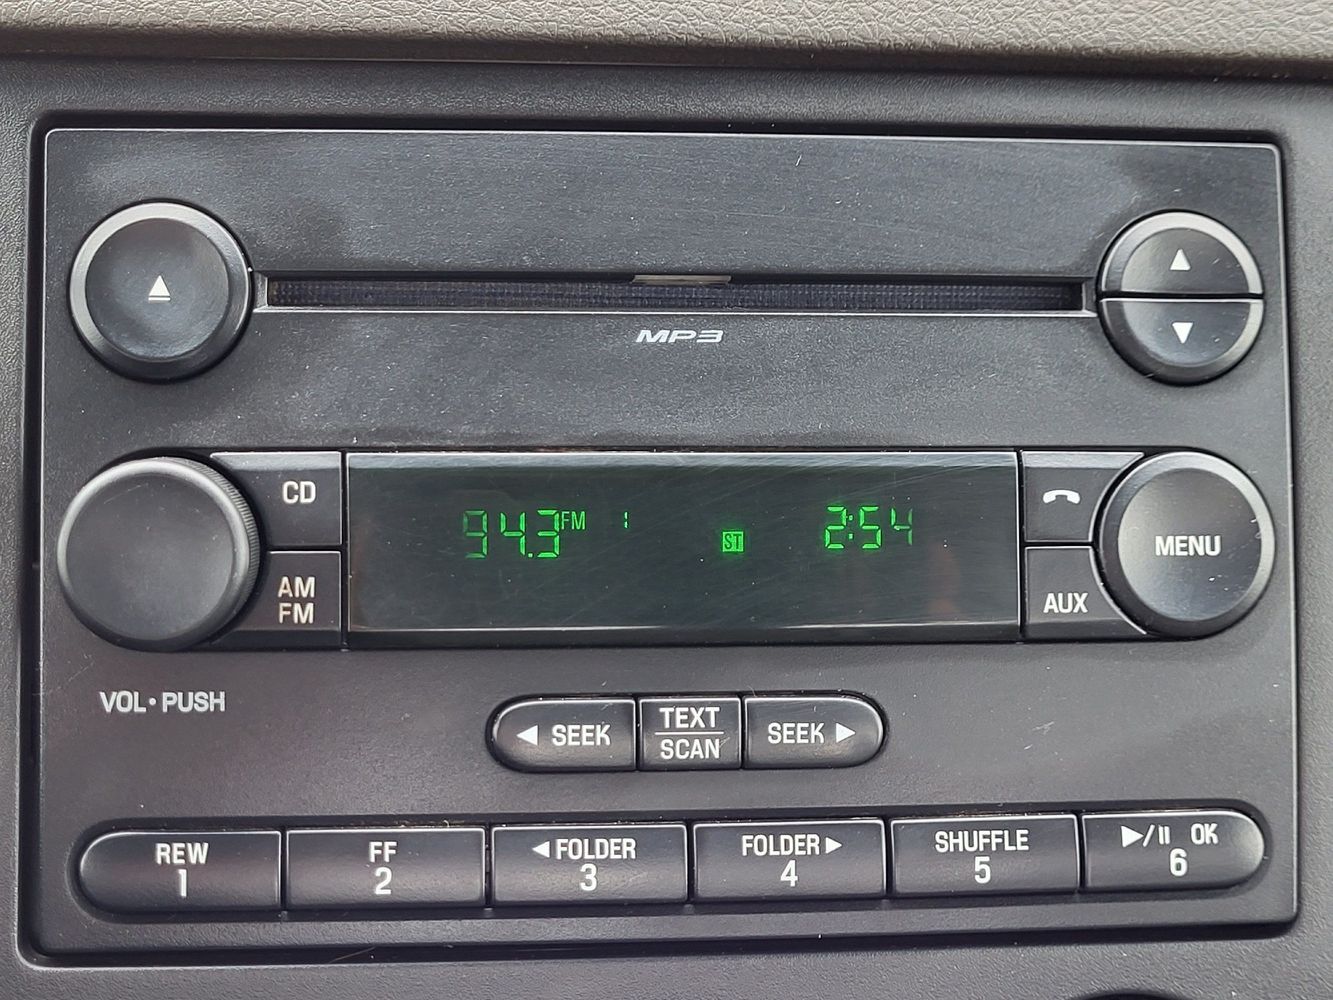 MP3
CD
94.3 FM 1 ST 2:54
AM
FM
AUX
MENU
VOL•PUSH
◄ SEEK
TEXT
SCAN
SEEK ►
REW
1
FF
2
◄FOLDER
3
FOLDER►
4
SHUFFLE
5
►/II OK
6